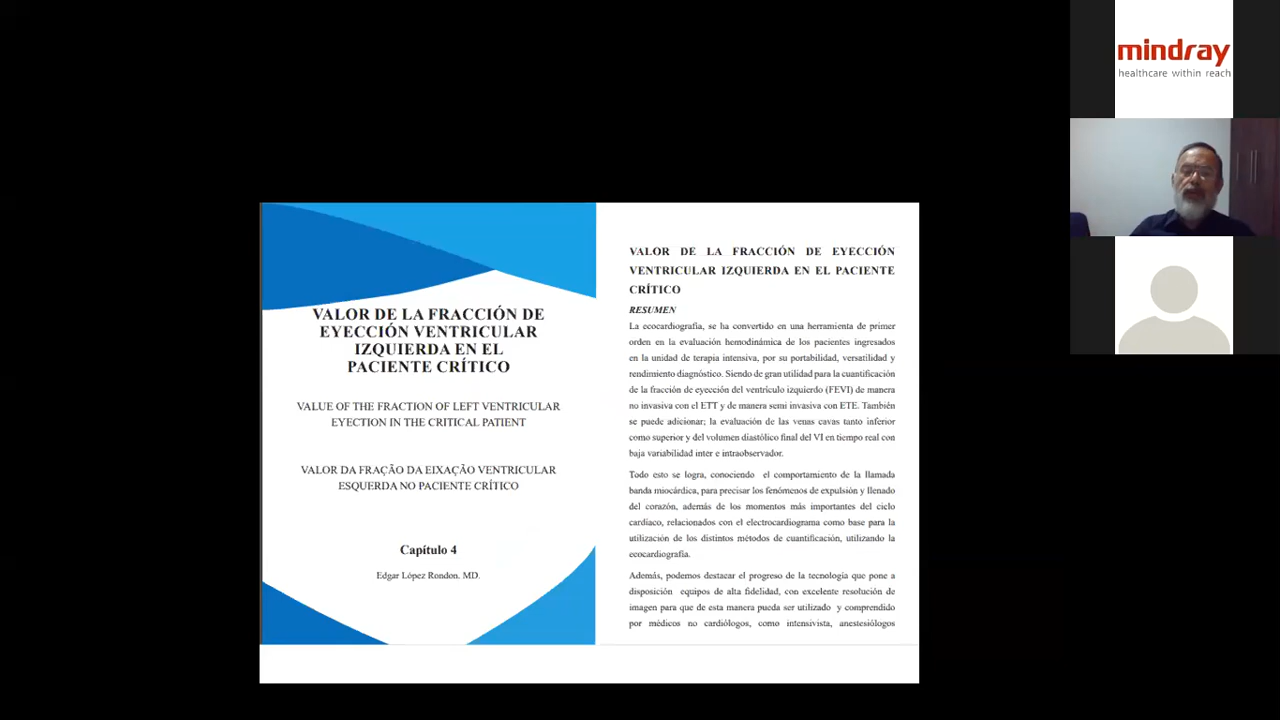 VALOR DE LA FRACCIÓN DE
EYECCIÓN VENTRICULAR
IZQUIERDA EN EL
PACIENTE CRÍTICO
VALUE OF THE FRACTION OF LEFT VENTRICULAR
EYECTION IN THE CRITICAL PATIENT
VALOR DA FRAÇÃO DA EIXAÇÃO VENTRICULAR
ESQUERDA NO PACIENTE CRÍTICO
Capítulo 4
Edgar López Rondon. MD.
VALOR DE LA FRACCIÓN DE EYECCIÓN
VENTRICULAR IZQUIERDA EN EL PACIENTE
CRÍTICO
RESUMEN
La ecocardiografía, se ha convertido en una herramienta de primer
orden en la evaluación hemodinámica de los pacientes ingresados
en la unidad de terapia intensiva, por su portabilidad, versatilidad y
rendimiento diagnóstico. Siendo de gran utilidad para la cuantificación
de la fracción de eyección del ventrículo izquierdo (FEVI) de manera
no invasiva con el ETT y de manera semi invasiva con ETE. También
se puede adicionar; la evaluación de las venas cavas tanto inferior
como superior y del volumen diastólico final del VI en tiempo real con
baja variabilidad inter e intraobservador.
Todo esto se logra, conociendo el comportamiento de la llamada
banda miocárdica, para precisar los fenómenos de expulsión y llenado
del corazón, además de los momentos más importantes del ciclo
cardíaco, relacionados con el electrocardiograma como base para la
utilización de los distintos métodos de cuantificación, utilizando la
ecocardiografía.
Además, podemos destacar el progreso de la tecnología que pone a
disposición equipos de alta fidelidad, con excelente resolución de
imagen para que de esta manera pueda ser utilizado y comprendido
por médicos no cardiólogos, como intensivista, anestesiólogos
mindray
healthcare within reach